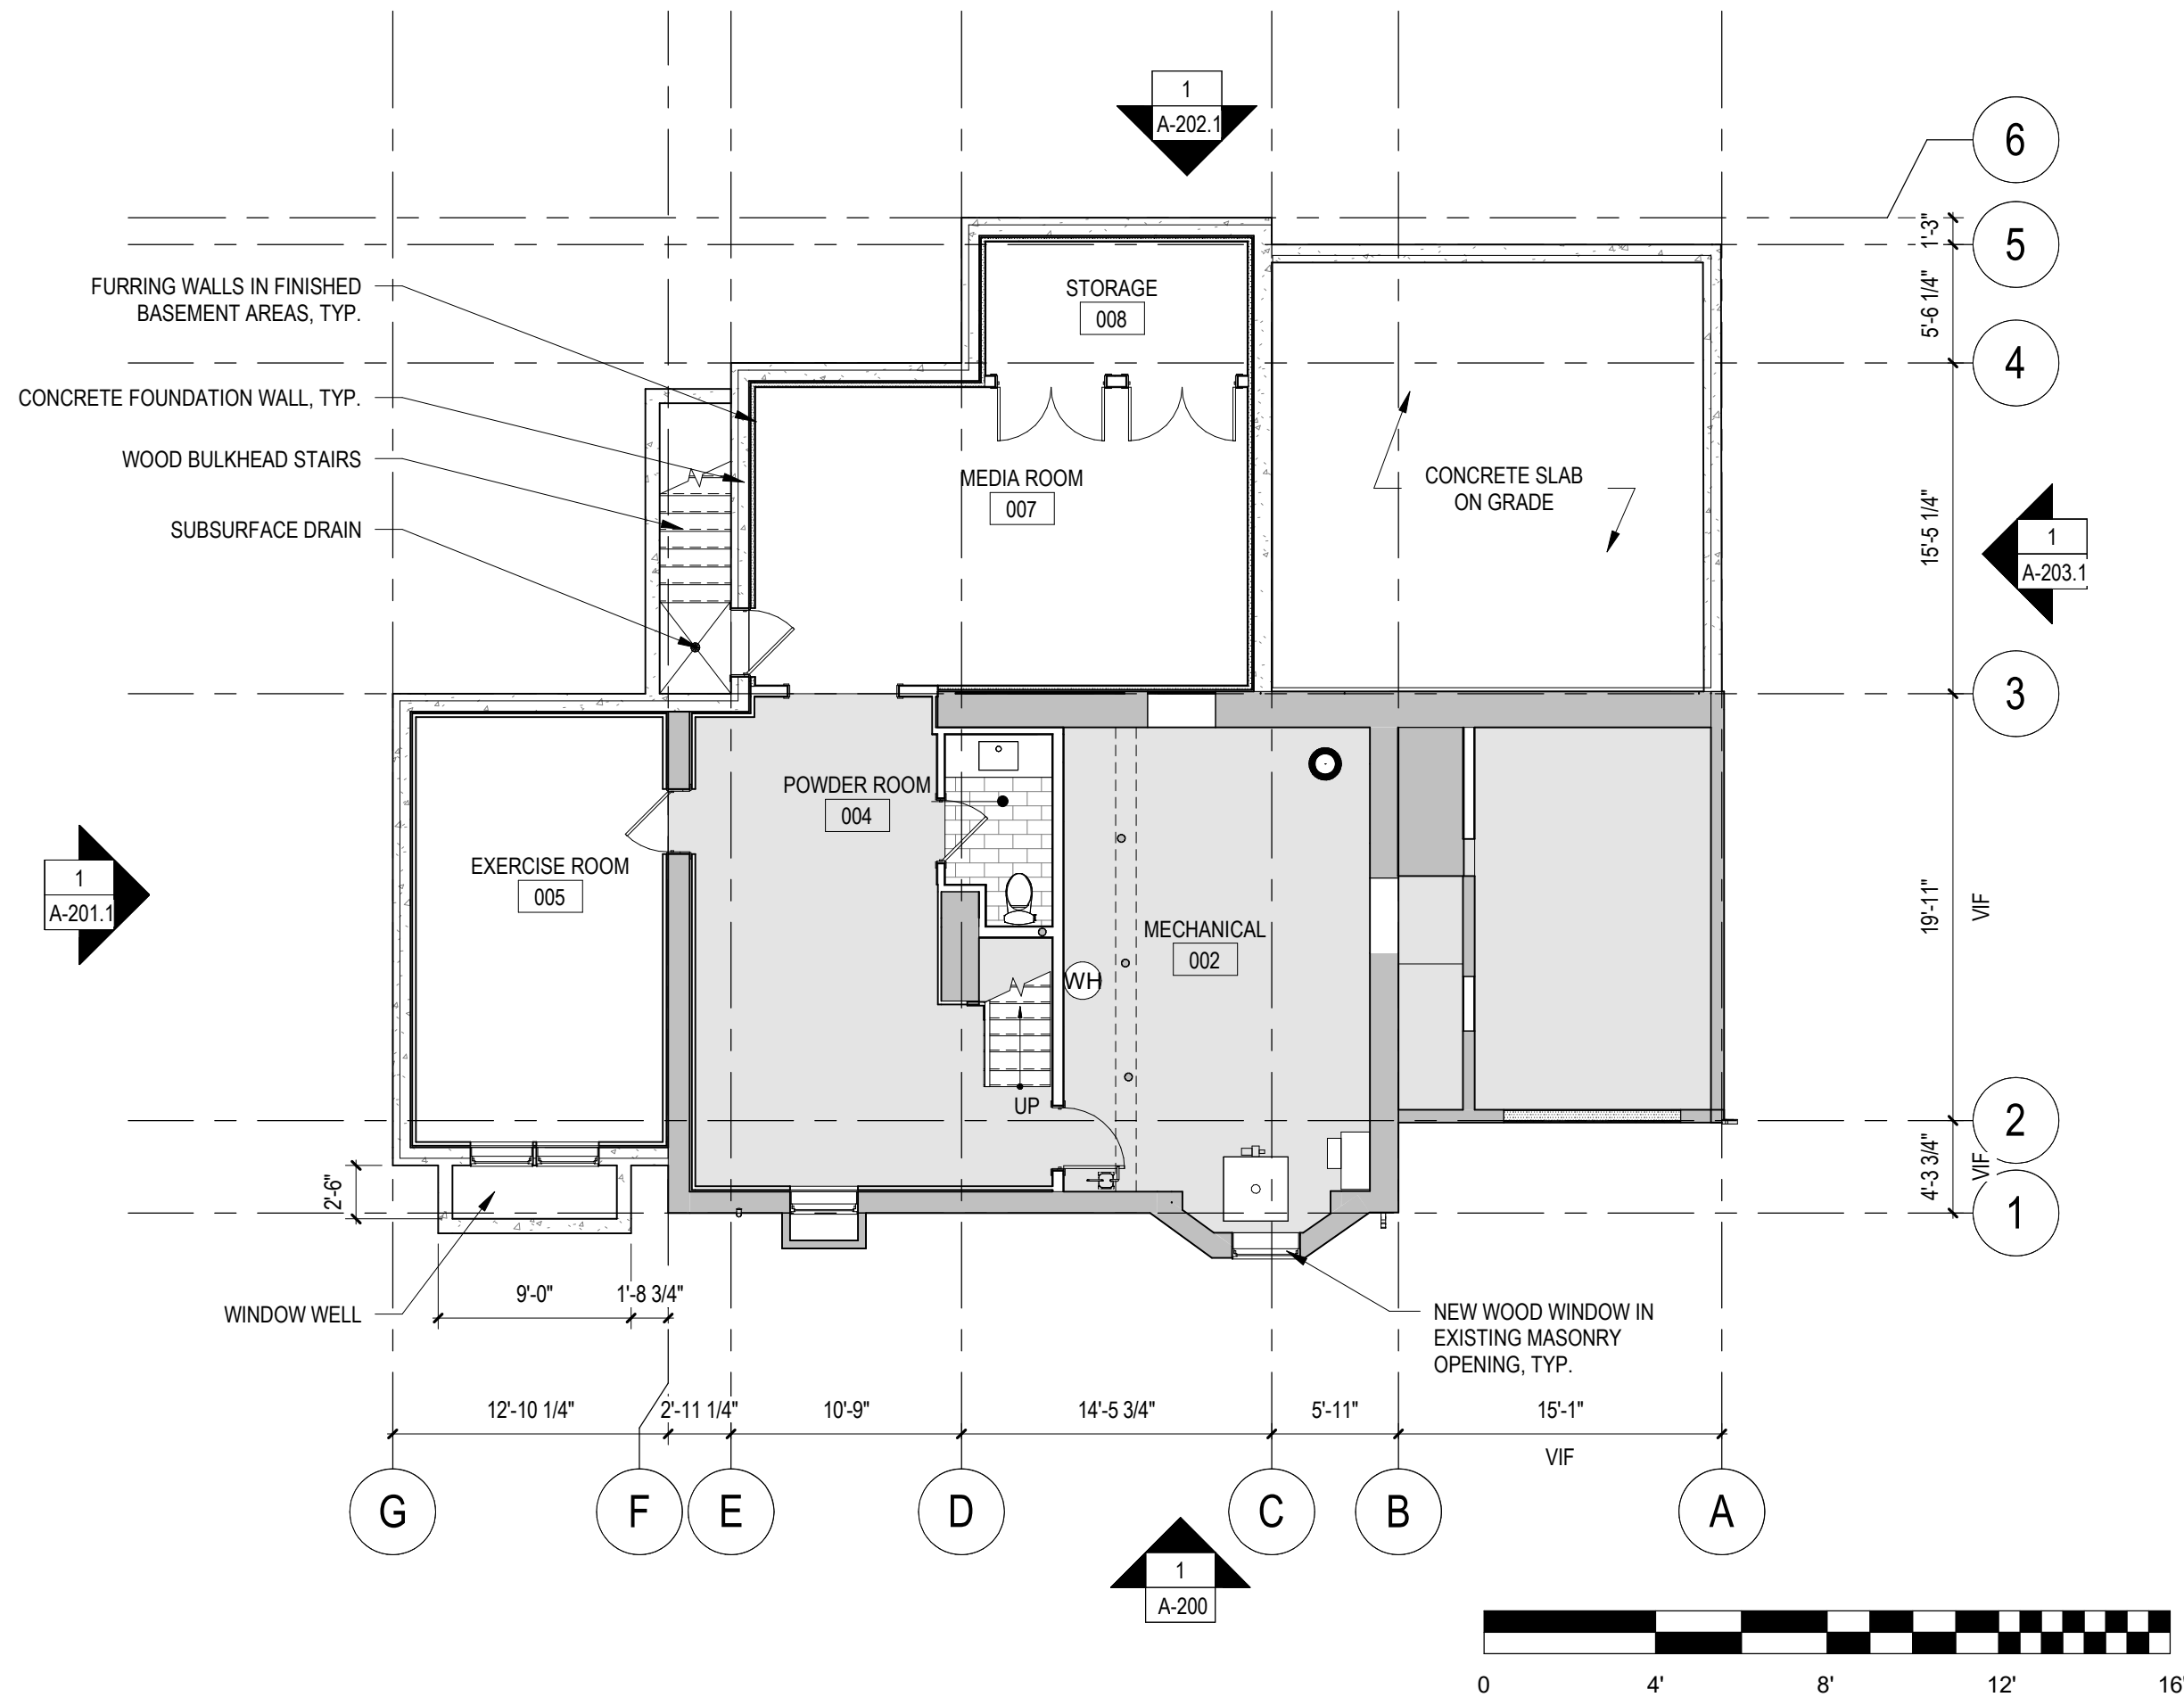 1
A-202.1
6
1'-3"
5
FURRING WALLS IN FINISHED
BASEMENT AREAS, TYP.
STORAGE
008
5'-6 1/4"
4
CONCRETE FOUNDATION WALL, TYP.
WOOD BULKHEAD STAIRS
MEDIA ROOM
007
CONCRETE SLAB
ON GRADE
SUBSURFACE DRAIN
15'-5 1/4"
1
A-203.1
3
POWDER ROOM
004
EXERCISE ROOM
005
1
A-201.1
MECHANICAL
002
WH
19'-11"
VIF
UP
2
4'-3 3/4"
VIF
2'-6"
1
9'-0"
1'-8 3/4"
WINDOW WELL
NEW WOOD WINDOW IN
EXISTING MASONRY
OPENING, TYP.
12'-10 1/4"
2'-11 1/4"
10'-9"
14'-5 3/4"
5'-11"
15'-1"
VIF
G
F
E
D
C
B
A
1
A-200
0
4'
8'
12'
16'